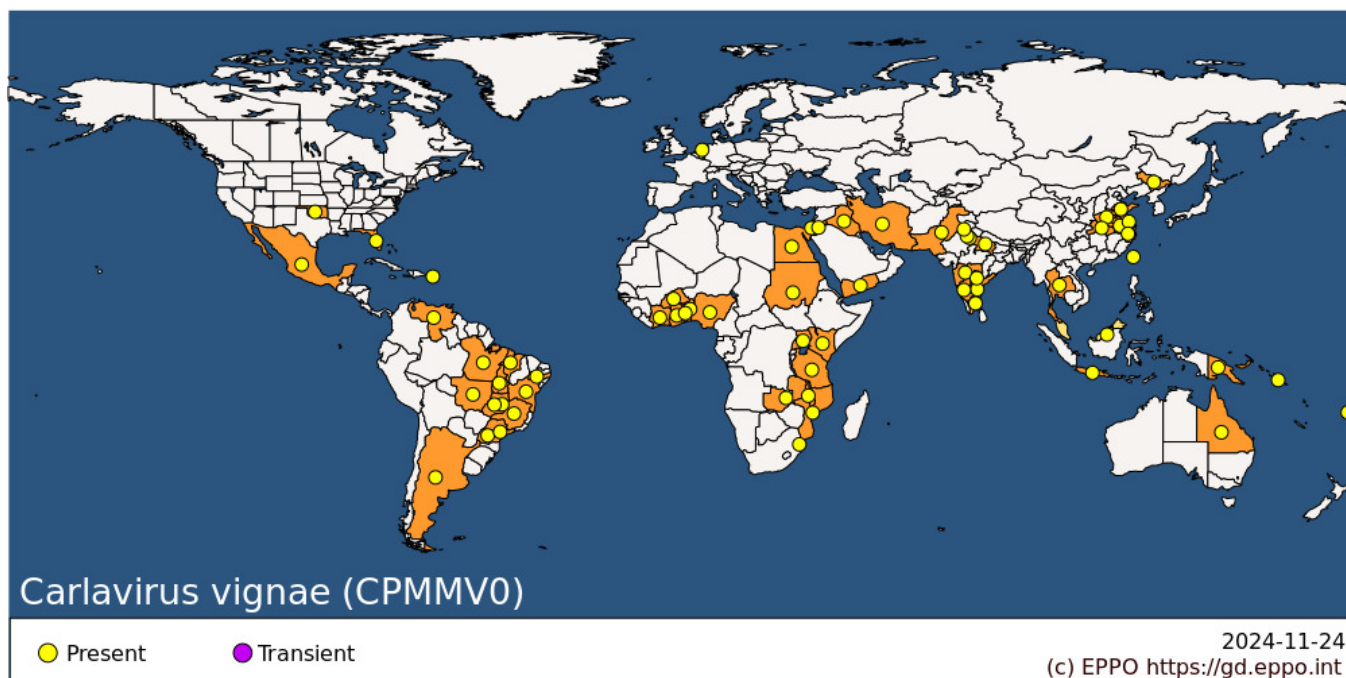 Carlavirus vignae (CPMMV0)
Present
Transient
2024-11-24
(c) EPPO https://gd.eppo.int